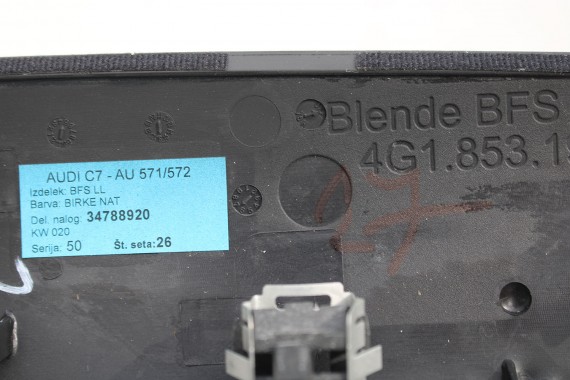 Blende BFS
4G1.853.1
AUDI C7 - AU 571/572
Izdelek: BFS LL
Barva: BIRKE NAT
Del. nalog: 34788920
KW 020
Serija: 50 Št. seta: 26
27